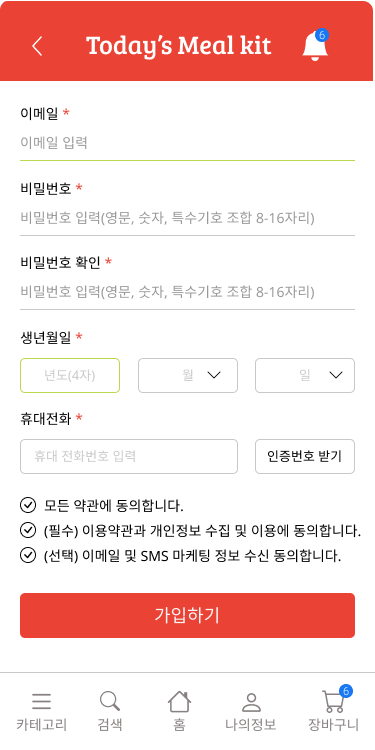 Today's Meal kit
6
이메일 *
이메일 입력
비밀번호 *
비밀번호 입력(영문, 숫자, 특수기호 조합 8-16자리)
비밀번호 확인 *
비밀번호 입력(영문, 숫자, 특수기호 조합 8-16자리)
생년월일 *
년도(4자) 월 일
휴대전화 *
휴대 전화번호 입력 인증번호 받기
모든 약관에 동의합니다.
(필수) 이용약관과 개인정보 수집 및 이용에 동의합니다.
(선택) 이메일 및 SMS 마케팅 정보 수신 동의합니다.
가입하기
6
카테고리 검색 홈 나의정보 장바구니